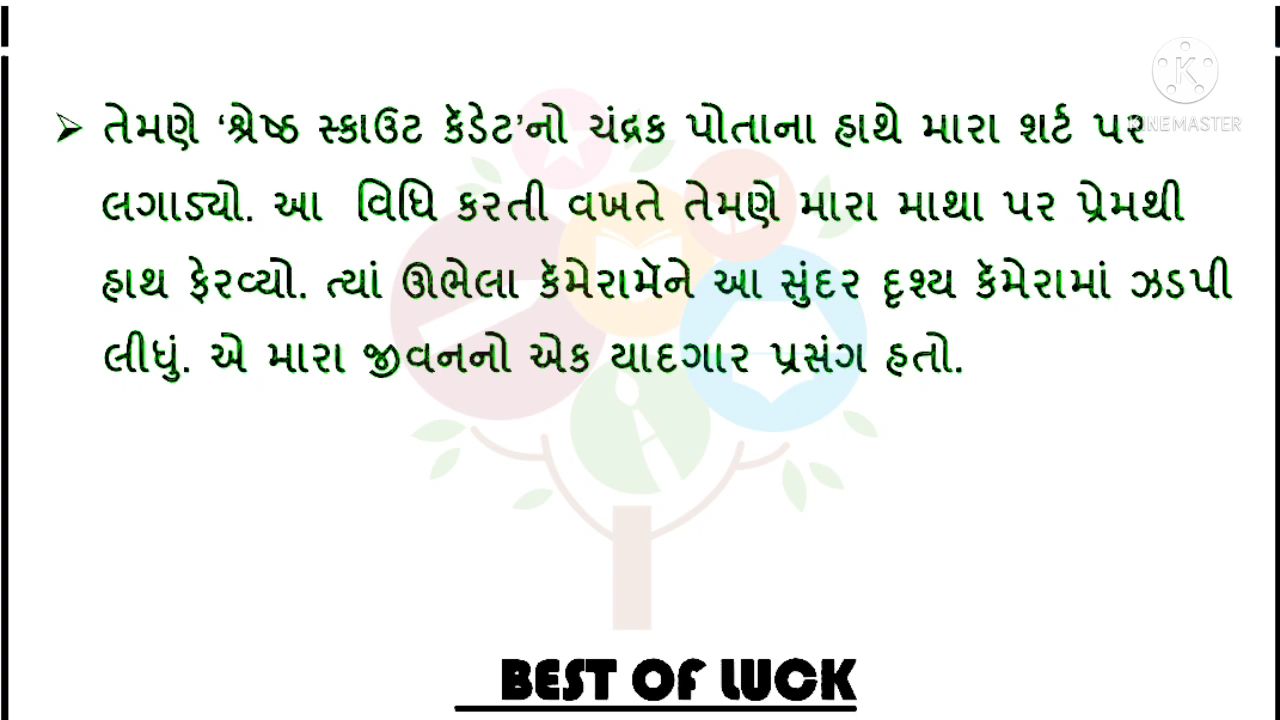 ➢ તેમણે ‘શ્રેષ્ઠ સ્કાઉટ કૅડેટ’નો ચંદ્રક પોતાના હાથે મારા શર્ટ પર
લગાડ્યો. આ વિધિ કરતી વખતે તેમણે મારા માથા પર પ્રેમથી
હાથ ફેરવ્યો. ત્યાં ઊભેલા કૅમેરામૅને આ સુંદર દૃશ્ય કૅમેરામાં ઝડપી
લીધું. એ મારા જીવનનો એક યાદગાર પ્રસંગ હતો.
KINEMASTER
BEST OF LUCK